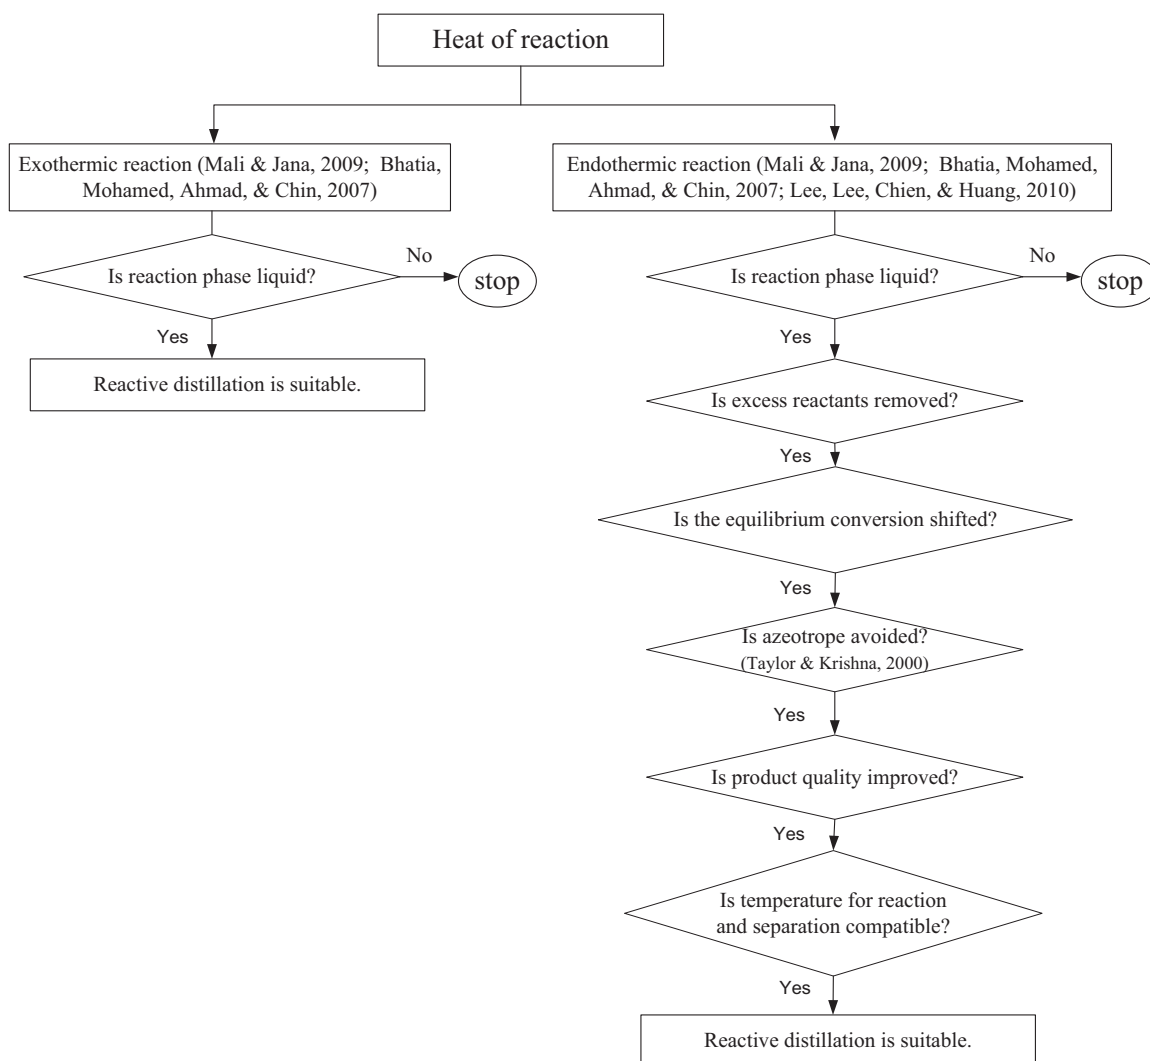 Heat of reaction
Exothermic reaction (Mali & Jana, 2009; Bhatia,
Mohamed, Ahmad, & Chin, 2007)
Is reaction phase liquid?
No
stop
Yes
Reactive distillation is suitable.
Endothermic reaction (Mali & Jana, 2009; Bhatia, Mohamed,
Ahmad, & Chin, 2007; Lee, Lee, Chien, & Huang, 2010)
Is reaction phase liquid?
No
stop
Yes
Is excess reactants removed?
Yes
Is the equilibrium conversion shifted?
Yes
Is azeotrope avoided?
(Taylor & Krishna, 2000)
Yes
Is product quality improved?
Yes
Is temperature for reaction
and separation compatible?
Yes
Reactive distillation is suitable.